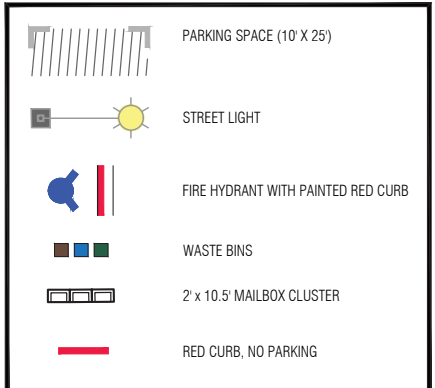 PARKING SPACE (10' X 25')
STREET LIGHT
FIRE HYDRANT WITH PAINTED RED CURB
WASTE BINS
2' x 10.5' MAILBOX CLUSTER
RED CURB, NO PARKING